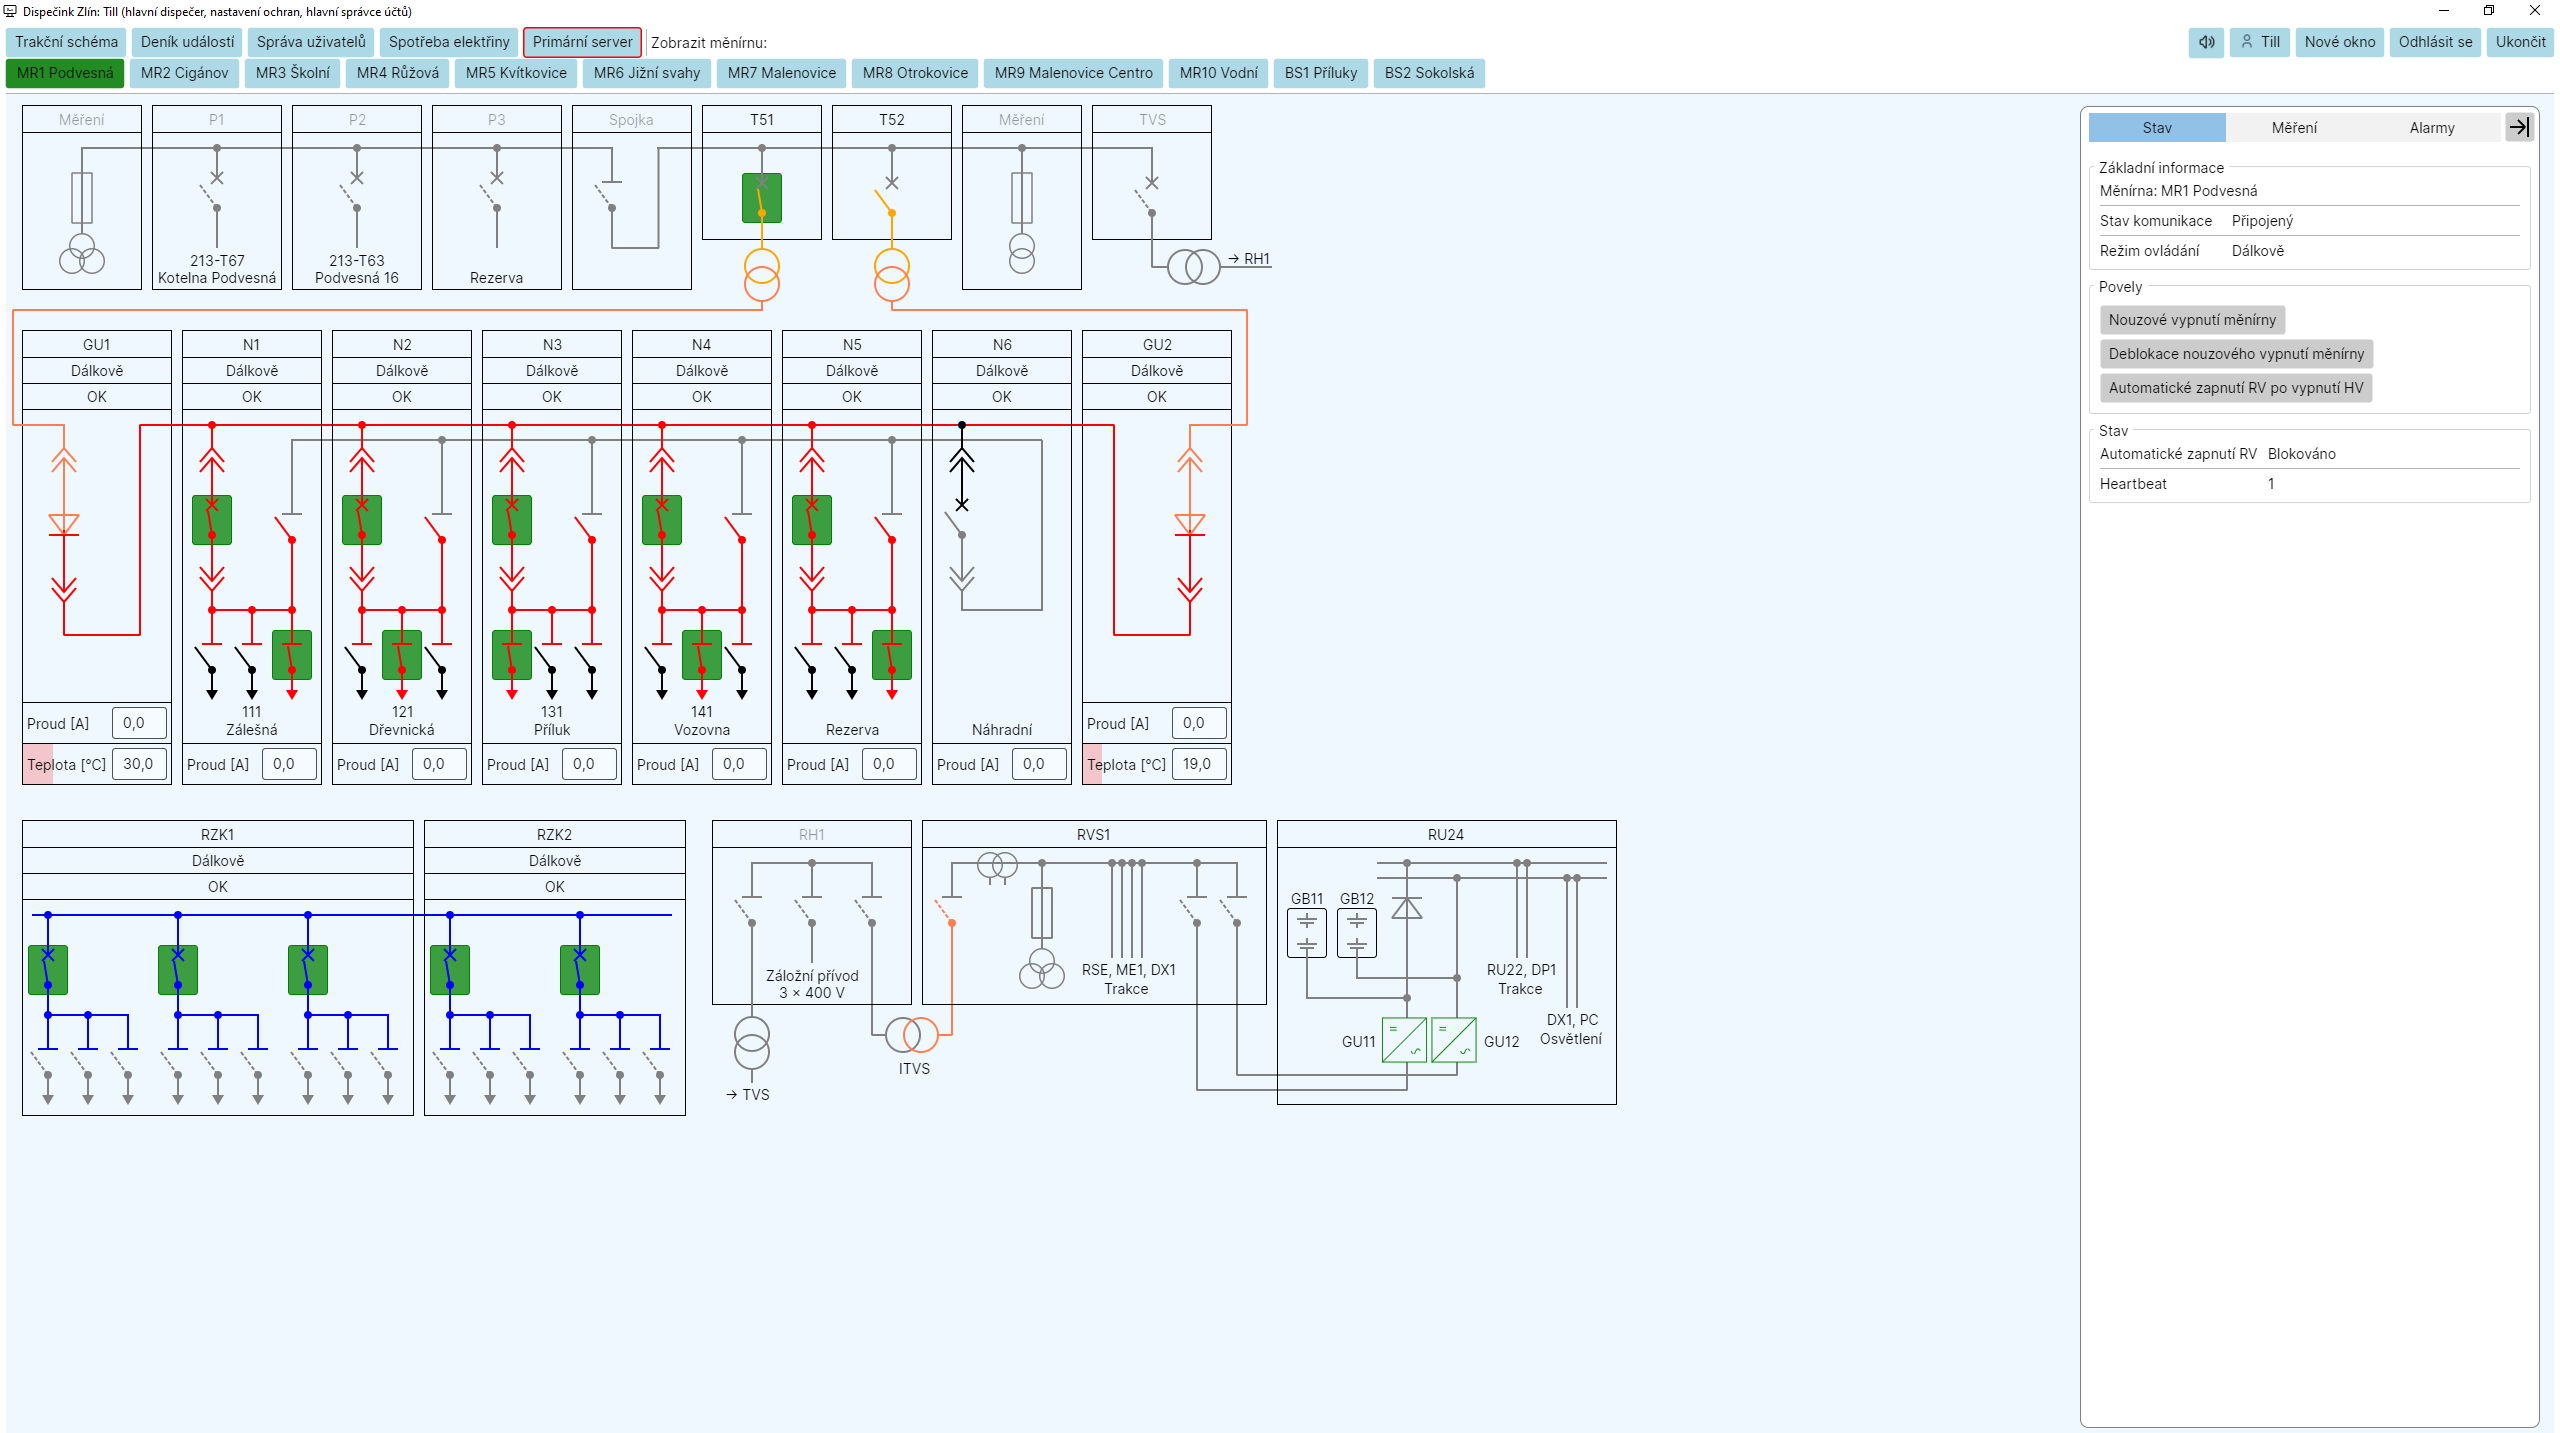 Dispečink Zlín: Till (hlavní dispečer, nastavení ochran, hlavní správce účtů)
Trakční schéma Deník událostí Správa uživatelů Spotřeba elektřiny Primární server Zobrazit měnírnu: Till Nové okno Odhlásit se Ukončit
MR1 Podvesná MR2 Cigánov MR3 Školní MR4 Růžová MR5 Kvítkovice MR6 Jižní svahy MR7 Malenovice MR8 Otrokovice MR9 Malenovice Centro MR10 Vodní BS1 Příluky BS2 Sokolská
Měření P1 P2 P3 Spojka T51 T52 Měření TVS
213-T67 213-T63
Kotelna Podvesná Podvesná 16 Rezerva
→ RH1
GU1 N1 N2 N3 N4 N5 N6 GU2
Dálkově Dálkově Dálkově Dálkově Dálkově Dálkově Dálkově Dálkově
OK OK OK OK OK OK OK OK
111 121 131 141
Zálešná Dřevnická Příluk Vozovna Rezerva Náhradní
Proud [A] 0,0 Proud [A] 0,0
Teplota [°C] 30,0 Proud [A] 0,0 Proud [A] 0,0 Proud [A] 0,0 Proud [A] 0,0 Proud [A] 0,0 Proud [A] 0,0 Teplota [°C] 19,0
RZK1 RZK2 RH1 RVS1 RU24
Dálkově Dálkově
OK OK
GB11 GB12
Záložní přívod
3 × 400 V
RSE, ME1, DX1
Trakce
RU22, DP1
Trakce
DX1, PC
Osvětlení
GU11 GU12
ITVS
→ TVS
Stav Měření Alarmy
Základní informace
Měnírna: MR1 Podvesná
Stav komunikace Připojený
Režim ovládání Dálkově
Povely
Nouzové vypnutí měnírny
Deblokace nouzového vypnutí měnírny
Automatické zapnutí RV po vypnutí HV
Stav
Automatické zapnutí RV Blokováno
Heartbeat 1